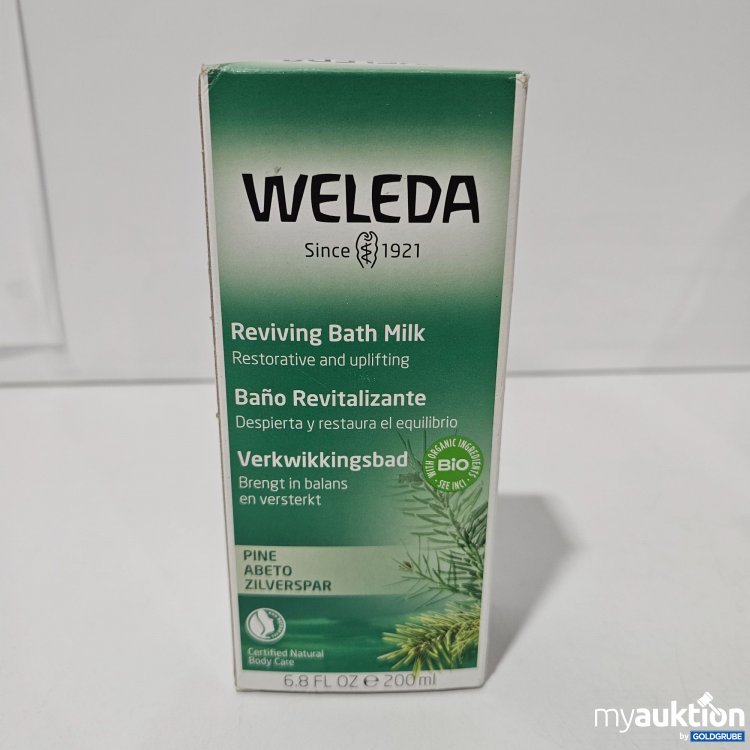 WELEDA
Since 1921
Reviving Bath Milk
Restorative and uplifting
Baño Revitalizante
Despierta y restaura el equilibrio
Verkwikkingsbad
Brengt in balans
en versterkt
WITH ORGANIC INGREDIENTS
BiO
SEE INCI
PINE
ABETO
ZILVERSPAR
Certified Natural
Body Care
6.8 FL OZ e 200 ml
myauktion
by GOLDGRUBE